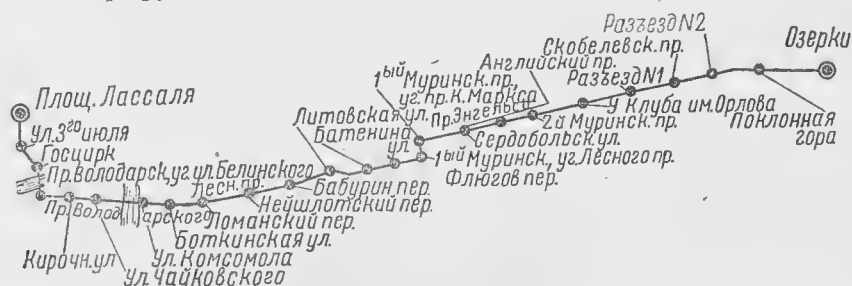 Площ. Лассаля
Ул. 3го июля
Госцирк
Пр. Володарск. уг. ул. Белинского
Пр. Володарского
Кирочн. ул
Ул. Чайковского
Ул. Комсомола
Боткинская ул.
Ломанский пер.
Лесн. пр.
Нейшлотский пер.
Бабурин. пер.
Литовская ул.
Батенина
ул.
Флюгов пер.
1ый Муринск, уг. Лесного пр.
1ый Муринск. пр.
уг. пр. К. Маркса
Пр. Энгельса
Сердобольск. ул.
Английский пр.
2й Муринск. пр.
У Клуба им. Орлова
Разъезд N1
Скобелевск. пр.
Разъезд N2
Поклонная
гора
Озерки